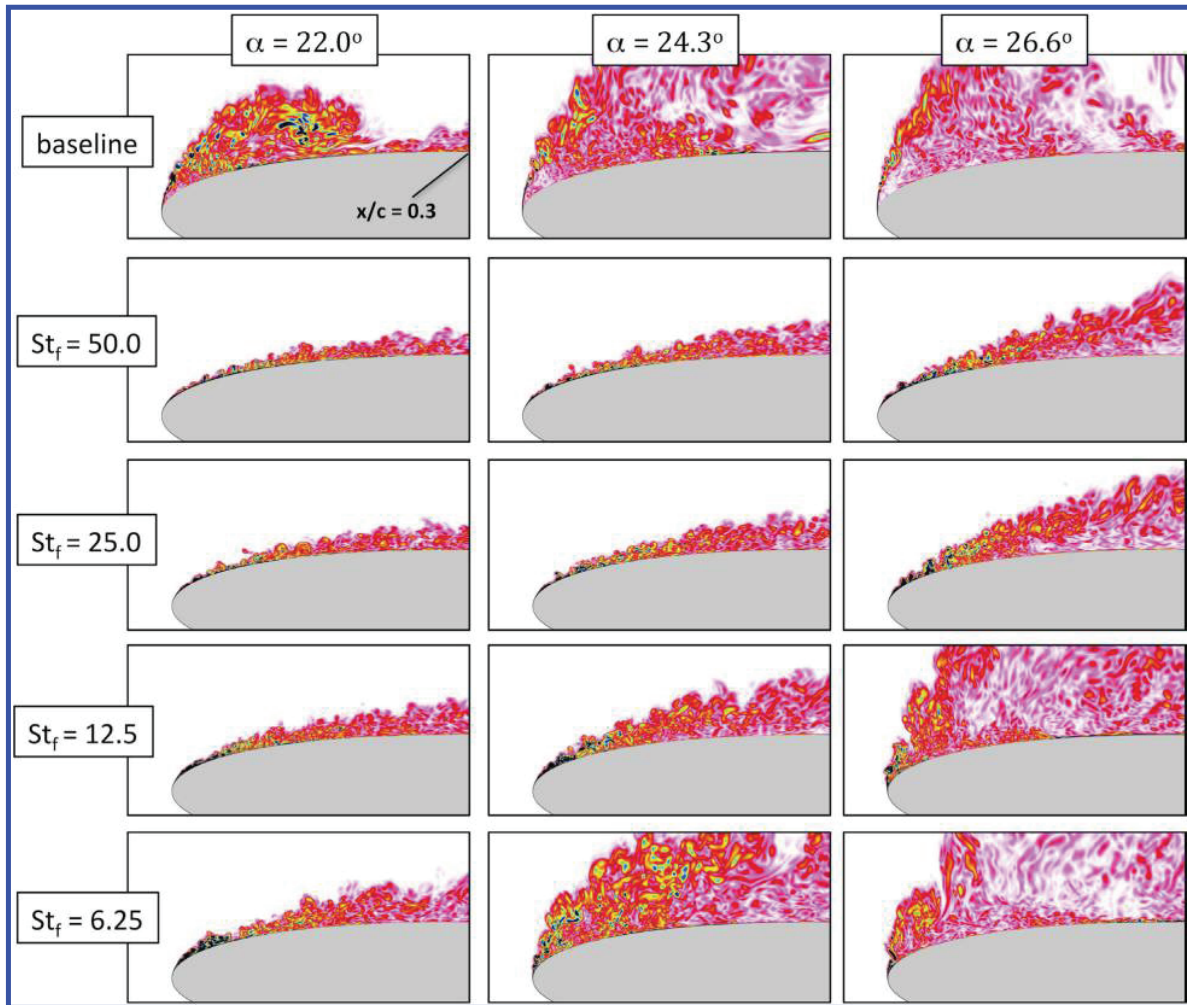 α = 22.0° α = 24.3° α = 26.6°
baseline
x/c = 0.3
St_f = 50.0
St_f = 25.0
St_f = 12.5
St_f = 6.25